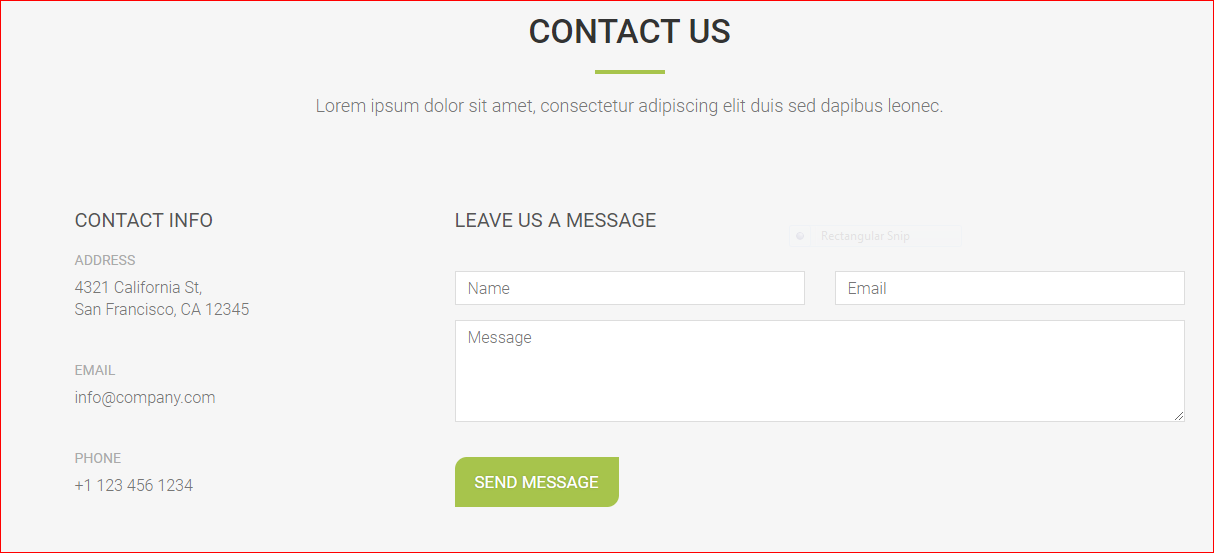 CONTACT US
Lorem ipsum dolor sit amet, consectetur adipiscing elit duis sed dapibus leonec.
CONTACT INFO
ADDRESS
4321 California St,
San Francisco, CA 12345
EMAIL
info@company.com
PHONE
+1 123 456 1234
LEAVE US A MESSAGE
Rectangular Snip
Name
Email
Message
SEND MESSAGE